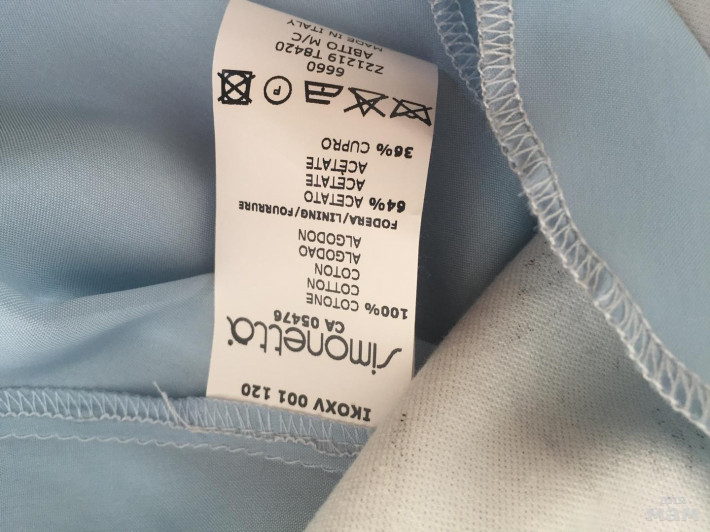 IKOXV 001 120
simonetta
CA 05476
100% COTONE
COTTON
COTON
ALGODAO
ALGODON
FODERA/LINING/FOURRURE
64% ACETATO
ACÉTATE
ACETATE
36% CUPRO
P
6660
Z21219 T8420
ABITO M/C
MADE IN ITALY